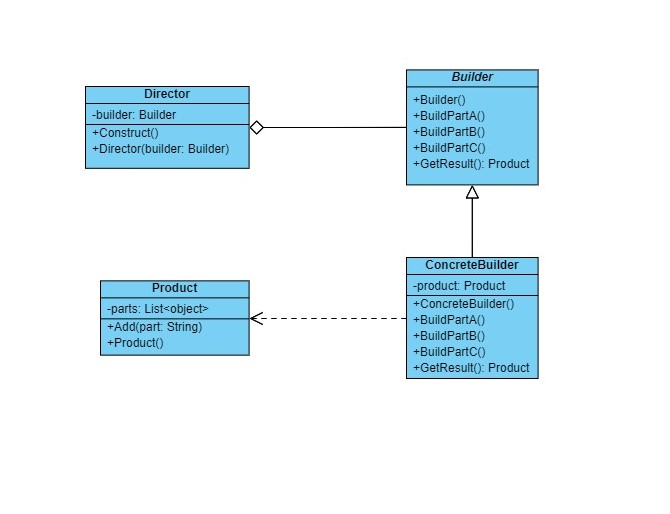 Director
-builder: Builder
+Construct()
+Director(builder: Builder)
Builder
+Builder()
+BuildPartA()
+BuildPartB()
+BuildPartC()
+GetResult(): Product
Product
-parts: List<object>
+Add(part: String)
+Product()
ConcreteBuilder
-product: Product
+ConcreteBuilder()
+BuildPartA()
+BuildPartB()
+BuildPartC()
+GetResult(): Product